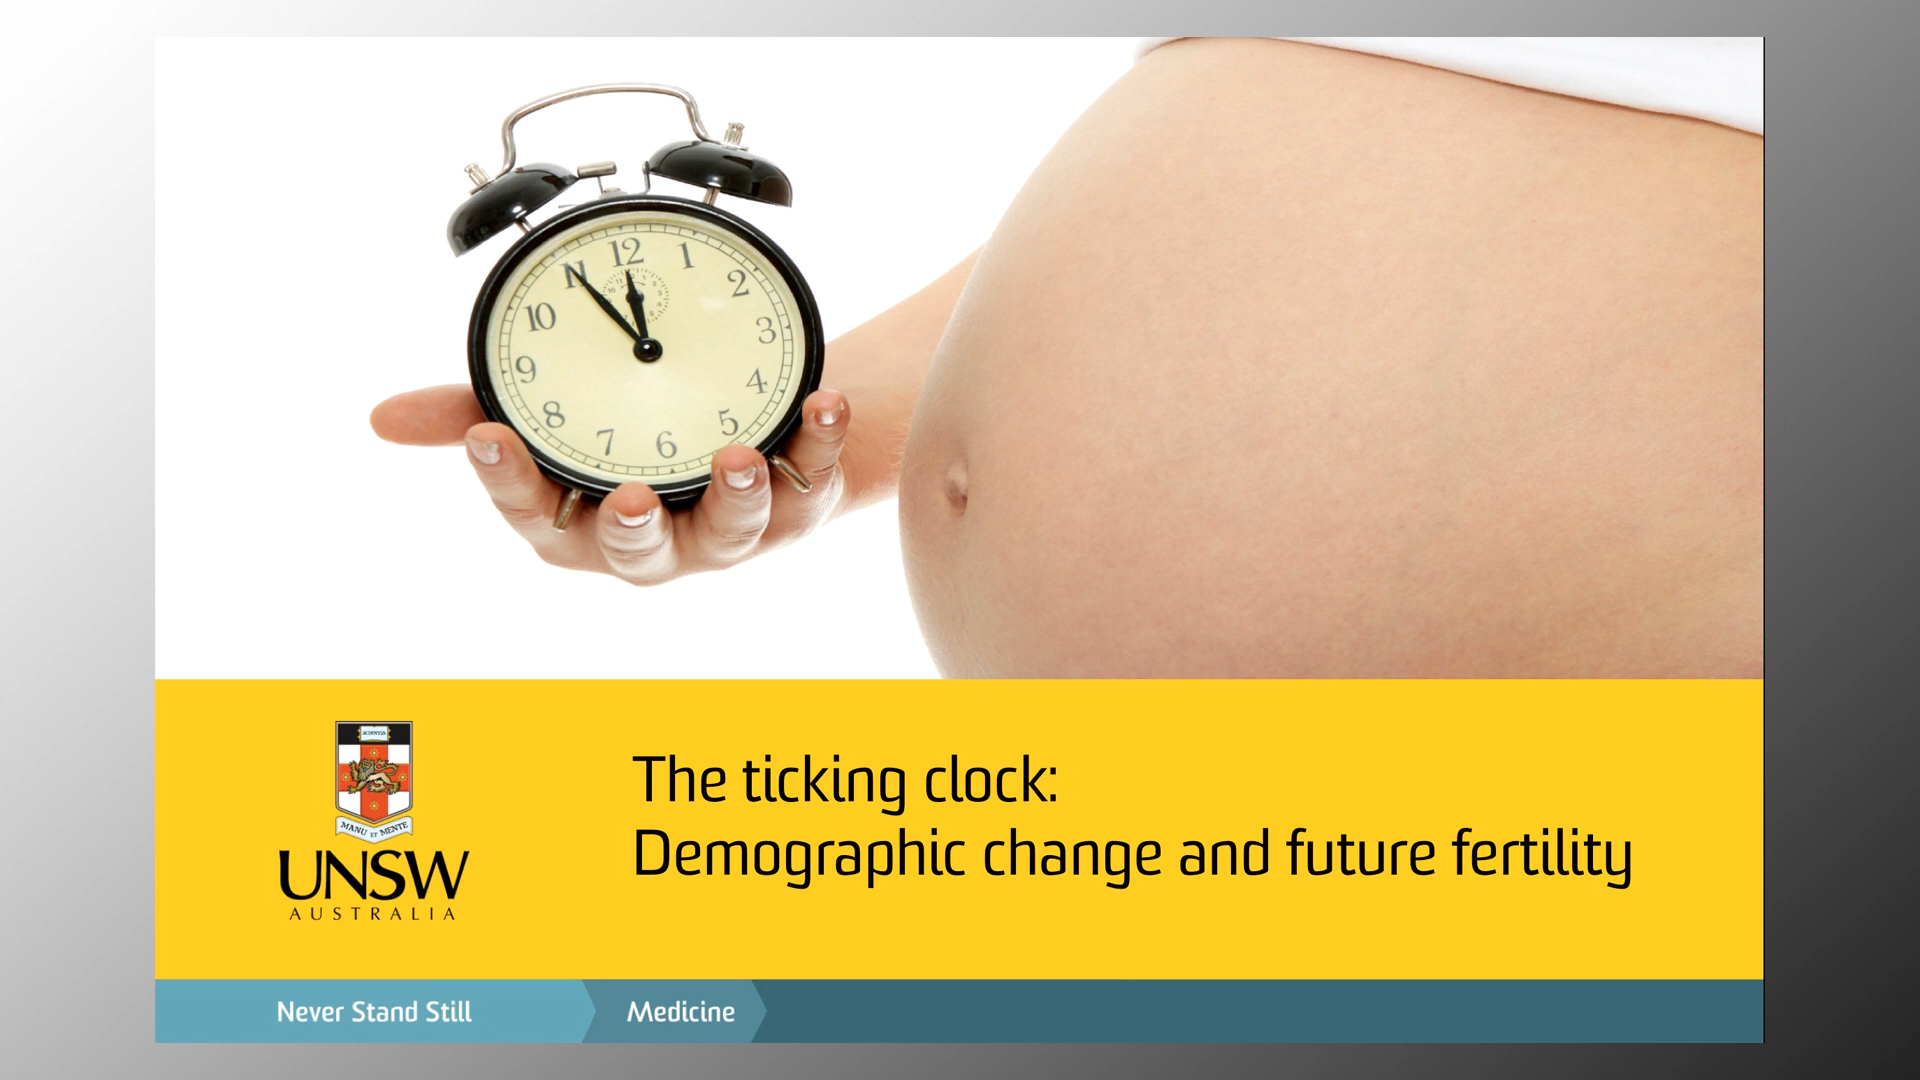 12
1
2
3
4
5
6
7
8
9
10
11
SCIENTIA
MANU ET MENTE
UNSW
AUSTRALIA
The ticking clock:
Demographic change and future fertility
Never Stand Still
Medicine